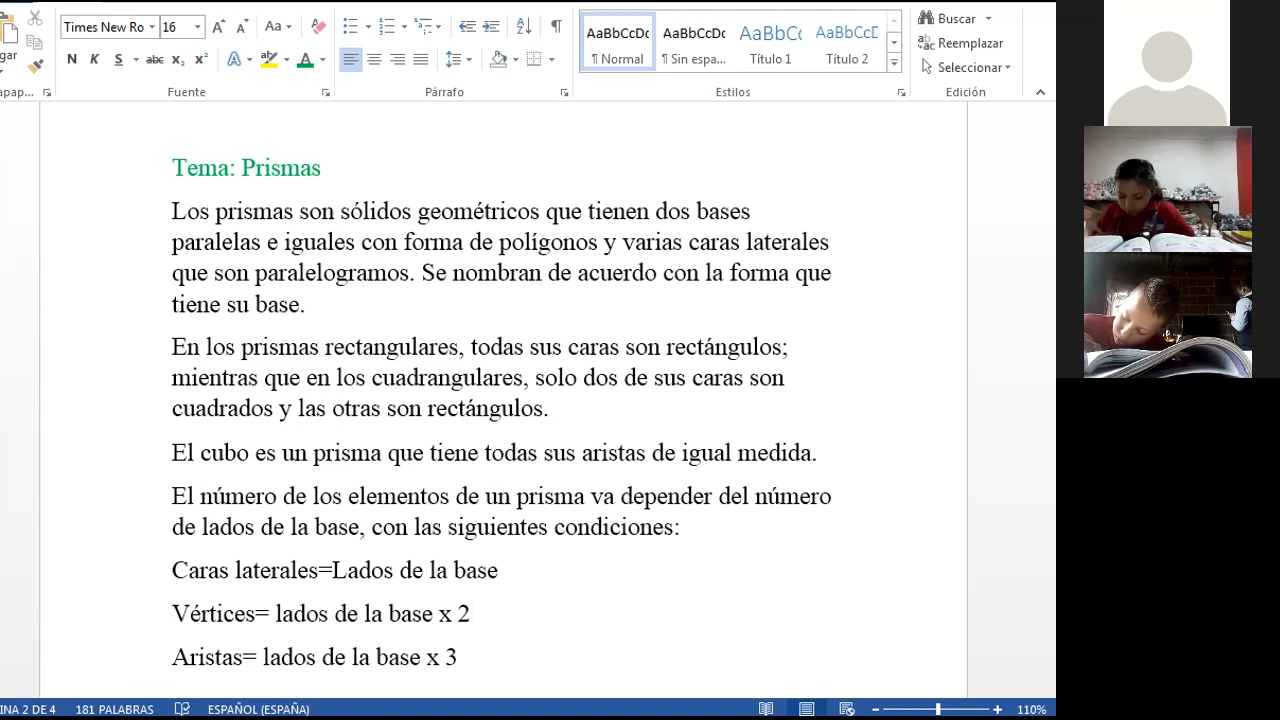 Times New Ro 16 Aa AaBbCcDc AaBbCcDc AaBbC AaBbCcD Buscar
Reemplazar
gar N K S abc x₂ x² A A ¶ Normal ¶ Sin espa... Título 1 Título 2 Seleccionar
Fuente Párrafo Estilos Edición
Tema: Prismas
Los prismas son sólidos geométricos que tienen dos bases
paralelas e iguales con forma de polígonos y varias caras laterales
que son paralelogramos. Se nombran de acuerdo con la forma que
tiene su base.
En los prismas rectangulares, todas sus caras son rectángulos;
mientras que en los cuadrangulares, solo dos de sus caras son
cuadrados y las otras son rectángulos.
El cubo es un prisma que tiene todas sus aristas de igual medida.
El número de los elementos de un prisma va depender del número
de lados de la base, con las siguientes condiciones:
Caras laterales=Lados de la base
Vértices= lados de la base x 2
Aristas= lados de la base x 3
INA 2 DE 4 181 PALABRAS ESPAÑOL (ESPAÑA) 110%